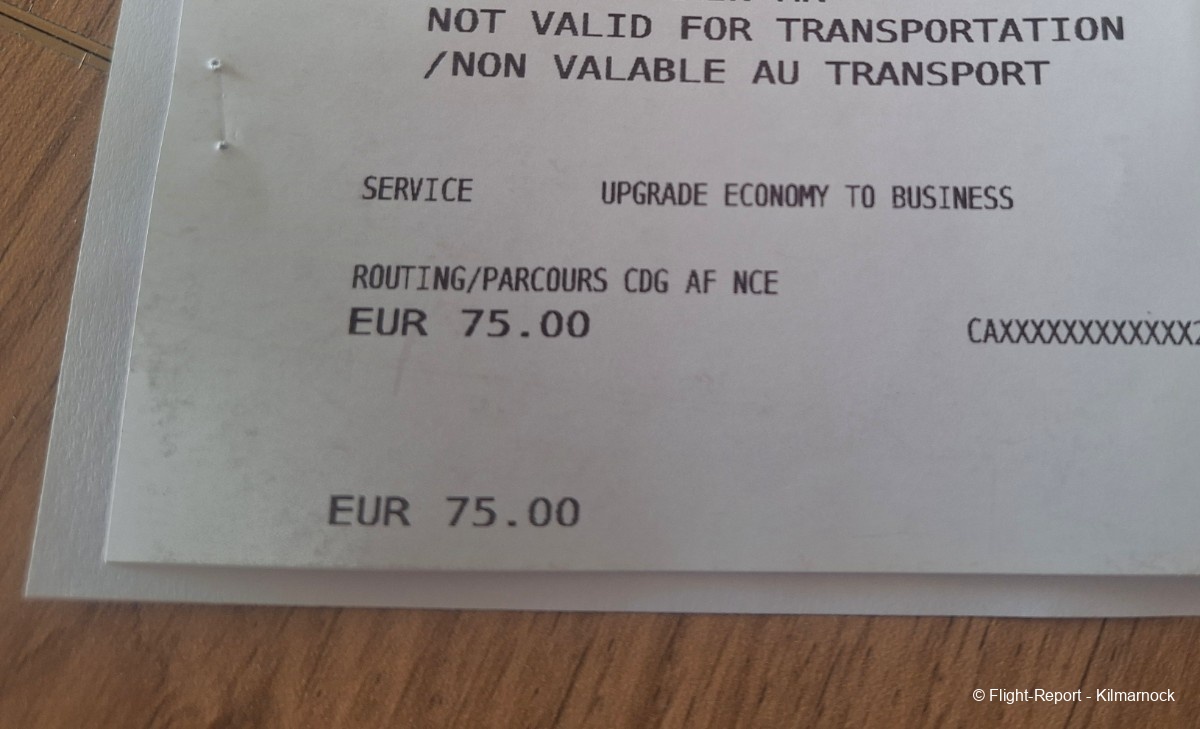 NOT VALID FOR TRANSPORTATION
/NON VALABLE AU TRANSPORT
SERVICE UPGRADE ECONOMY TO BUSINESS
ROUTING/PARCOURS CDG AF NCE
EUR 75.00 CAXXXXXXXXXXXXX2
EUR 75.00
© Flight-Report - Kilmarnock